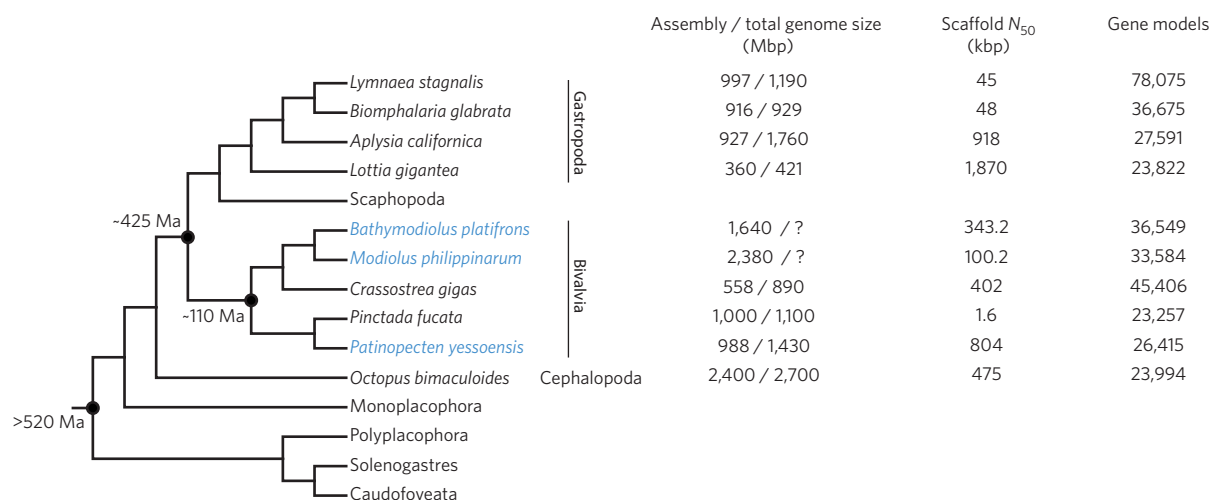 Assembly / total genome size (Mbp) Scaffold N50 (kbp) Gene models
Lymnaea stagnalis 997 / 1,190 45 78,075
Biomphalaria glabrata 916 / 929 48 36,675
Aplysia californica 927 / 1,760 918 27,591
Lottia gigantea 360 / 421 1,870 23,822
Gastropoda
Scaphopoda
~425 Ma
Bathymodiolus platifrons 1,640 / ? 343.2 36,549
Modiolus philippinarum 2,380 / ? 100.2 33,584
Crassostrea gigas 558 / 890 402 45,406
~110 Ma
Pinctada fucata 1,000 / 1,100 1.6 23,257
Patinopecten yessoensis 988 / 1,430 804 26,415
Bivalvia
Octopus bimaculoides Cephalopoda 2,400 / 2,700 475 23,994
Monoplacophora
>520 Ma
Polyplacophora
Solenogastres
Caudofoveata